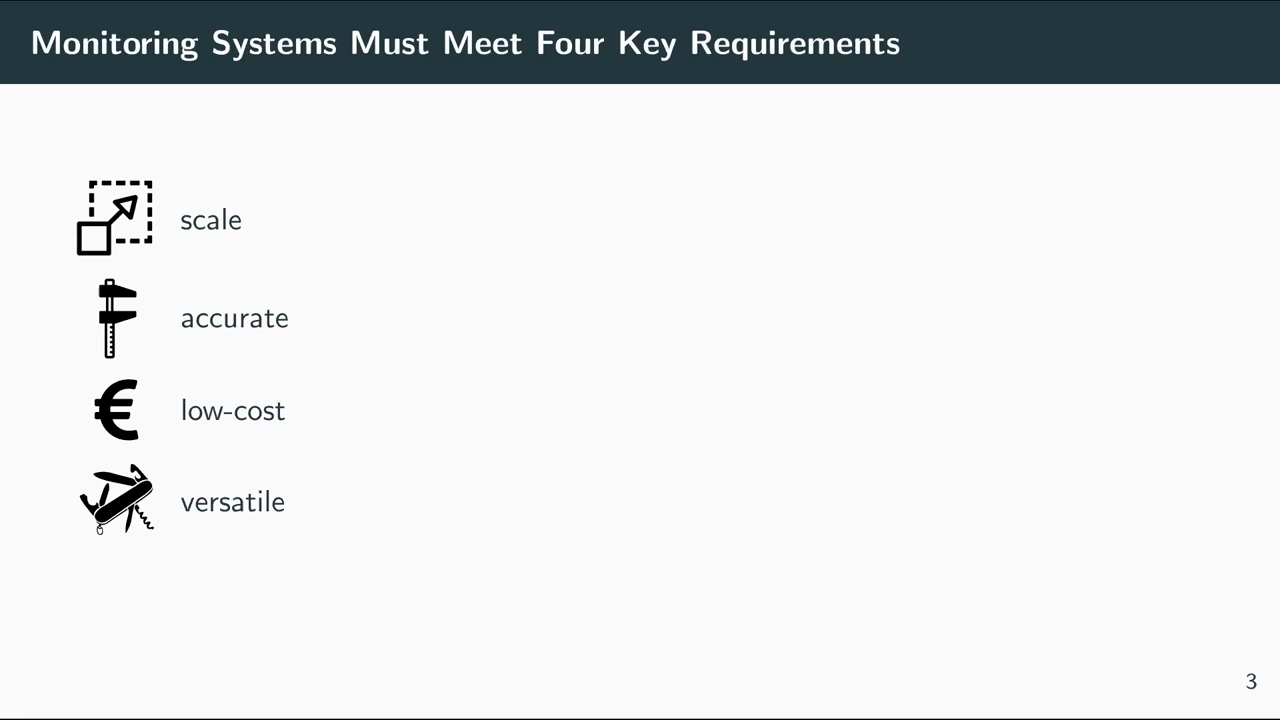 Monitoring Systems Must Meet Four Key Requirements
scale
accurate
low-cost
versatile
3